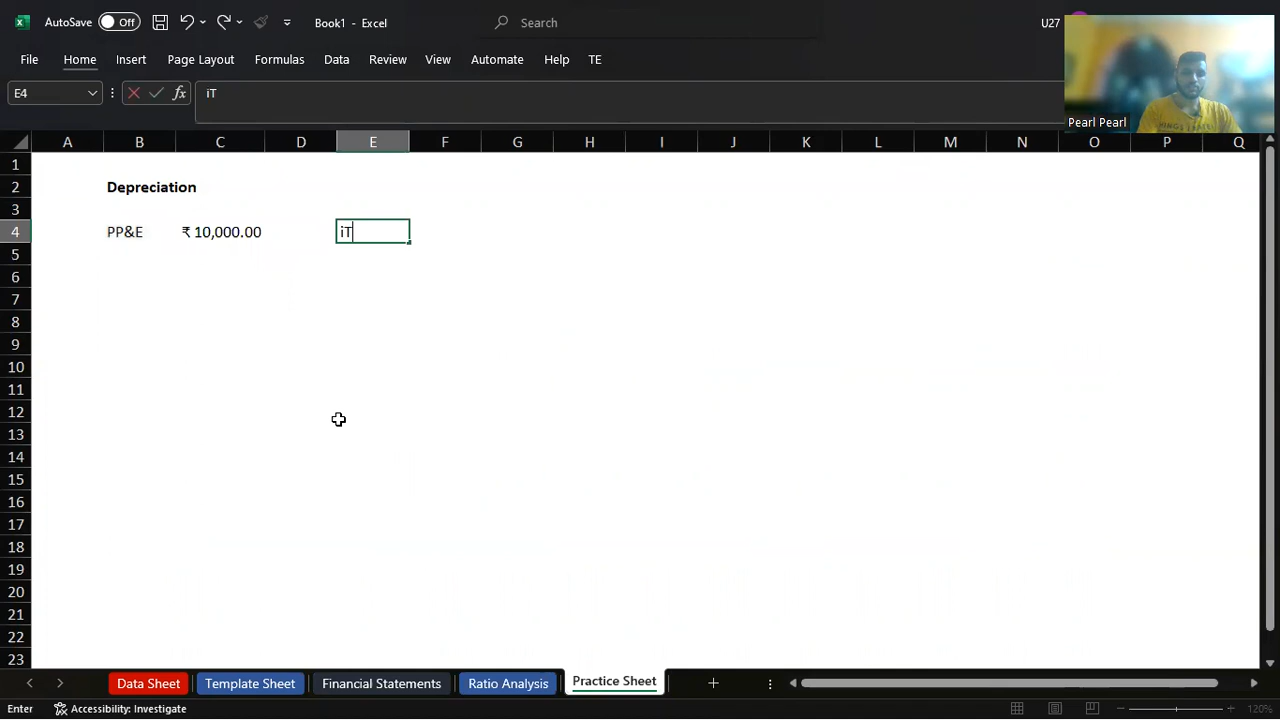 AutoSave Off Book1 - Excel Search U27
File Home Insert Page Layout Formulas Data Review View Automate Help TE
E4 fx iT
Pearl Pearl
A B C D E F G H I J K L M N O P Q
1
2 Depreciation
3
4 PP&E ₹ 10,000.00 iT
5
6
7
8
9
10
11
12
13
14
15
16
17
18
19
20
21
22
23
Data Sheet Template Sheet Financial Statements Ratio Analysis Practice Sheet
Enter Accessibility: Investigate 120%